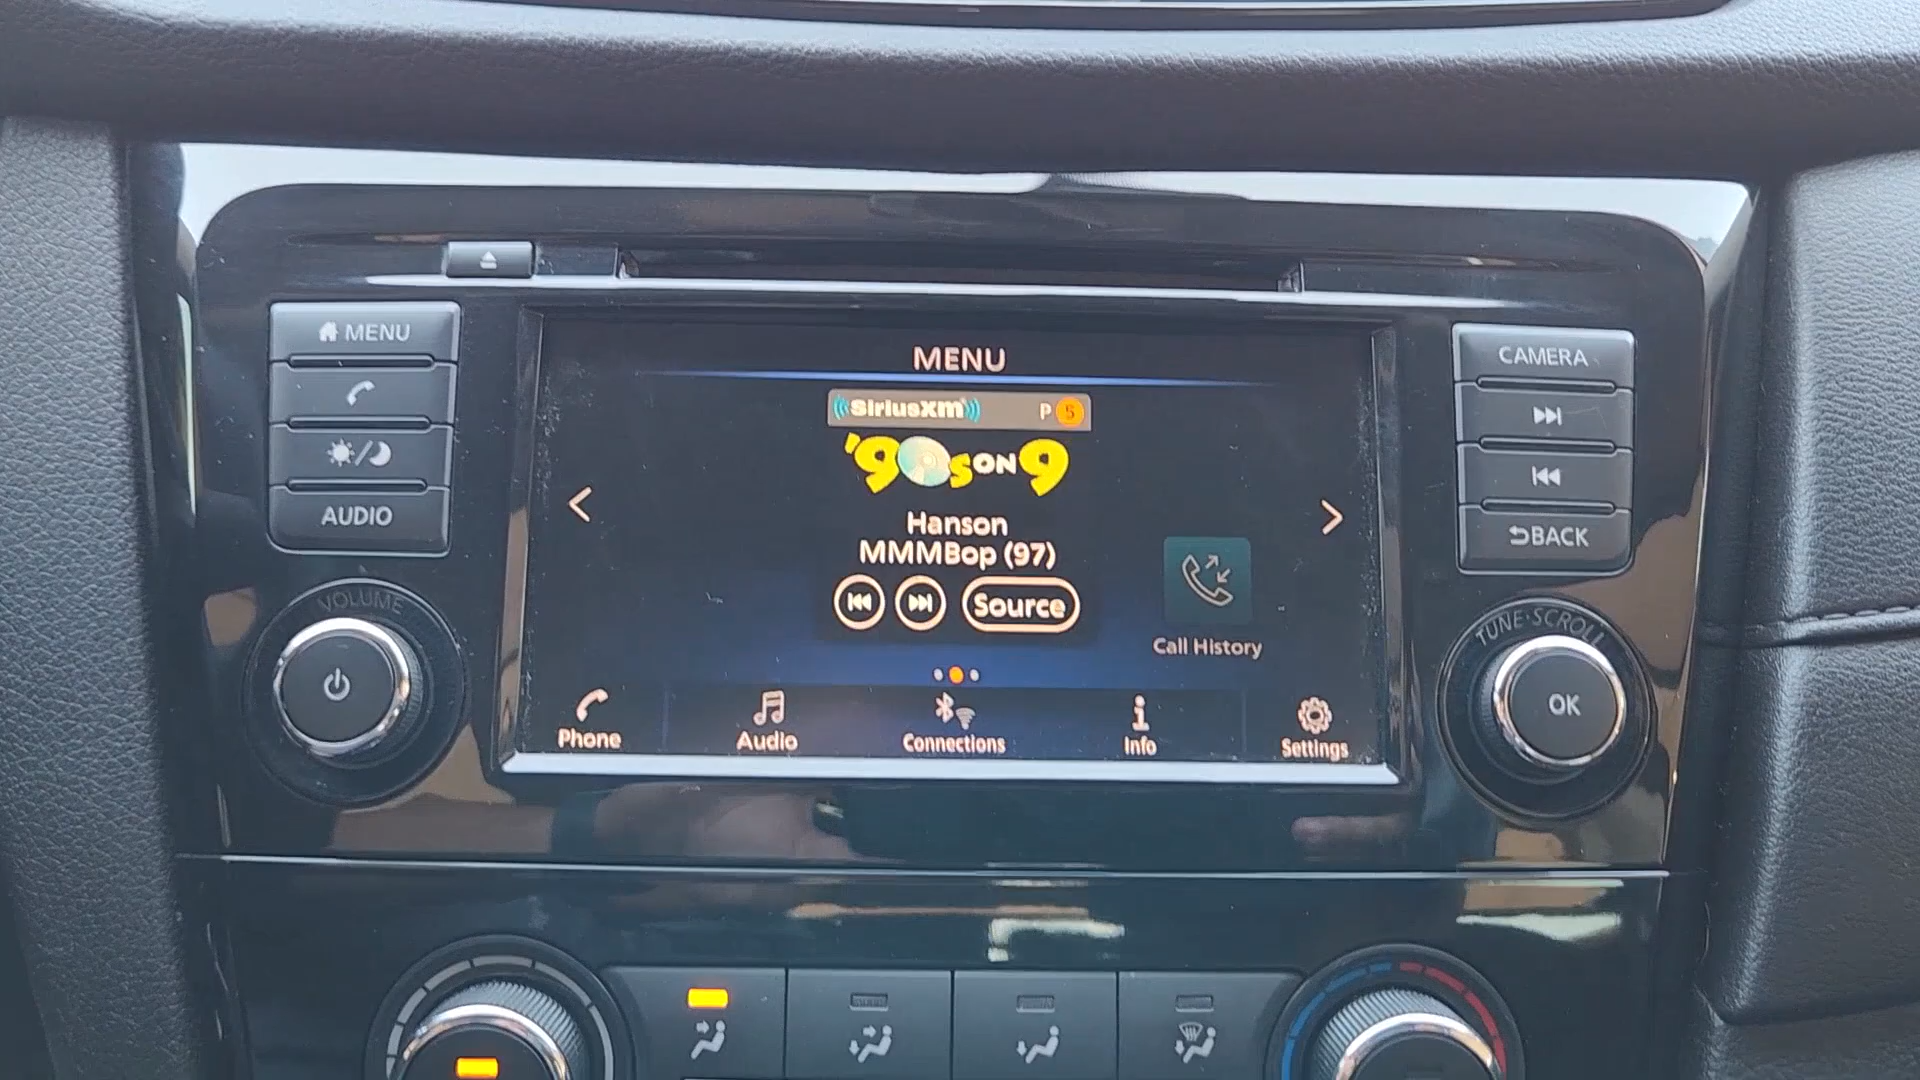 MENU
CAMERA
AUDIO
BACK
VOLUME
TUNE·SCROLL
OK
MENU
SiriusXM P 5
'90s ON 9
Hanson
MMMBop (97)
Source
Call History
Phone
Audio
Connections
Info
Settings